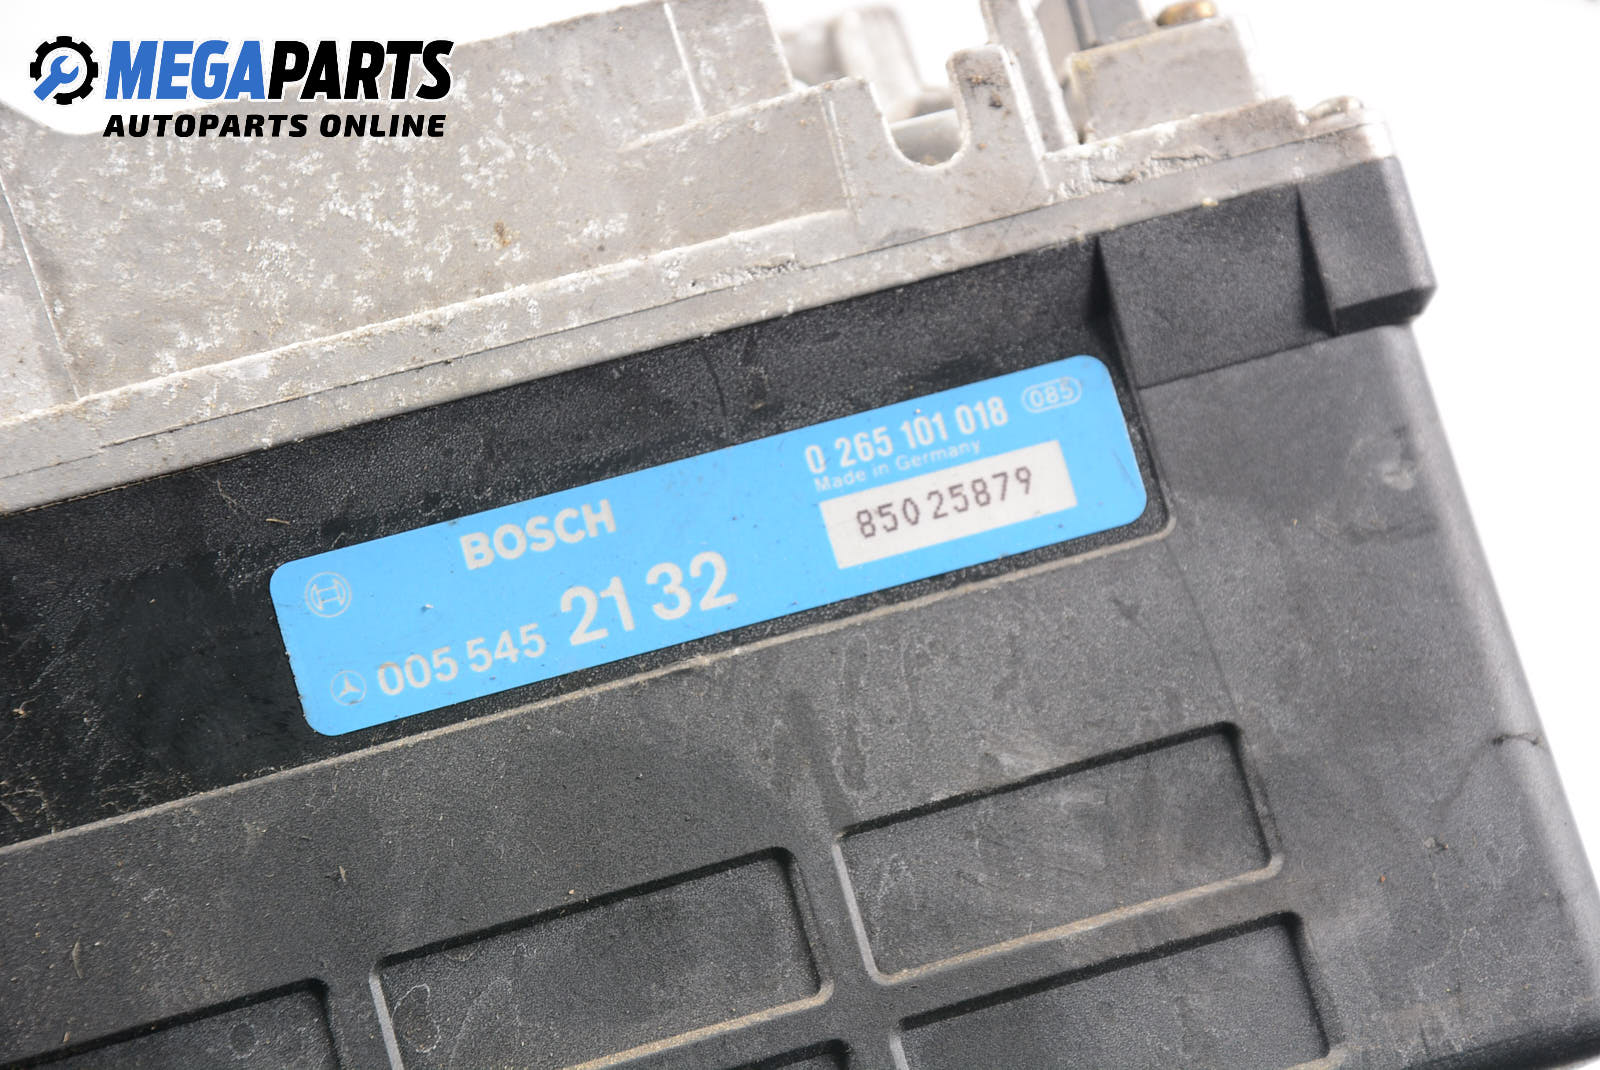 MEGAPARTS
AUTOPARTS ONLINE
0 265 101 018 085
Made in Germany
85025879
BOSCH
005 545 21 32